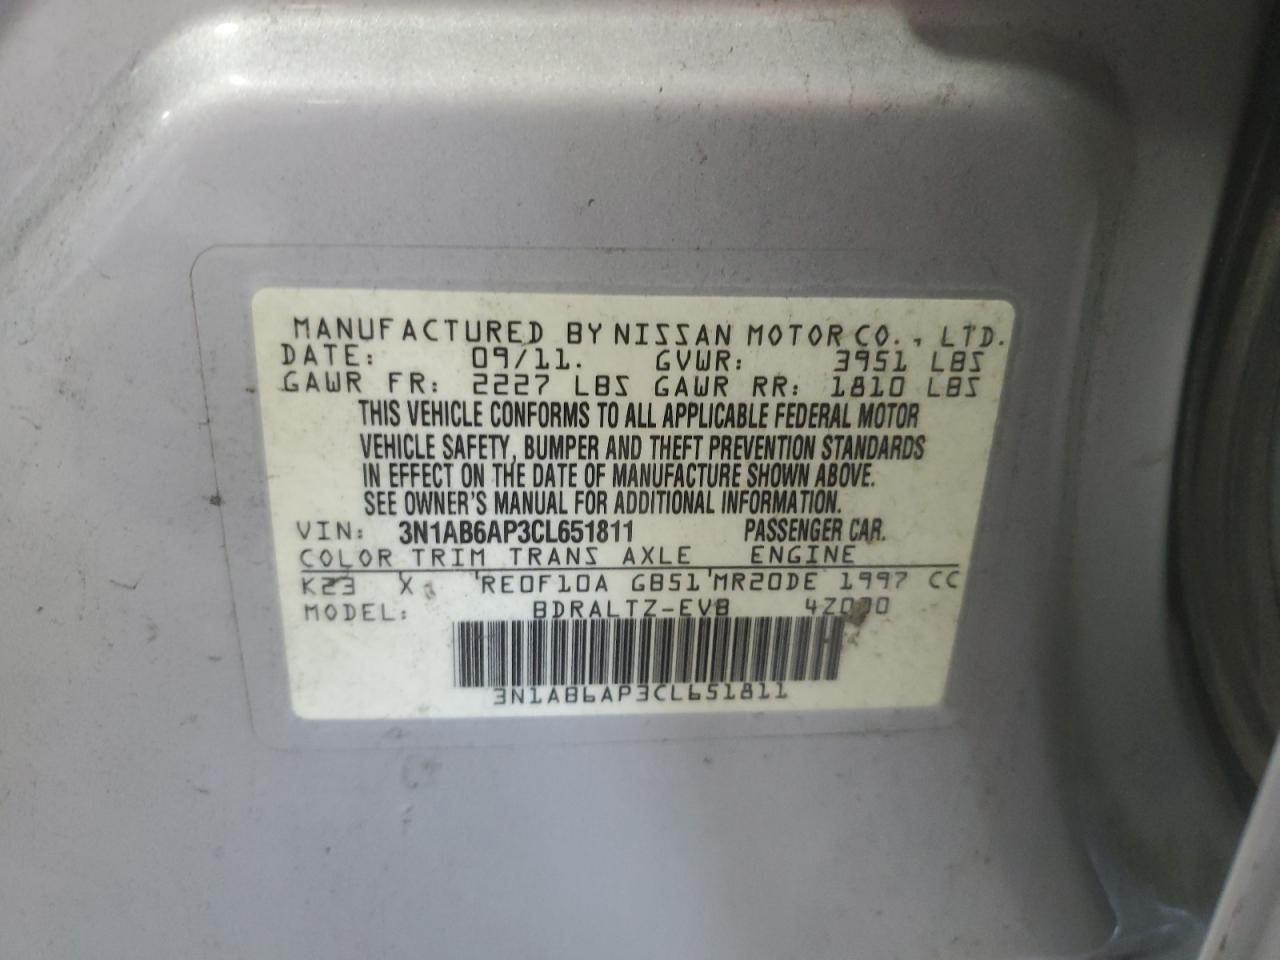 MANUFACTURED BY NISSAN MOTOR CO., LTD.
DATE: 09/11. GVWR: 3951 LBS
GAWR FR: 2227 LBS GAWR RR: 1810 LBS
THIS VEHICLE CONFORMS TO ALL APPLICABLE FEDERAL MOTOR
VEHICLE SAFETY, BUMPER AND THEFT PREVENTION STANDARDS
IN EFFECT ON THE DATE OF MANUFACTURE SHOWN ABOVE.
SEE OWNER'S MANUAL FOR ADDITIONAL INFORMATION.
VIN: 3N1AB6AP3CL651811 PASSENGER CAR.
COLOR TRIM TRANS AXLE ENGINE
K23 X RE0F10A GB51 MR20DE 1997 CC
MODEL: BDRALTZ-EVB
3N1AB6AP3CL651811